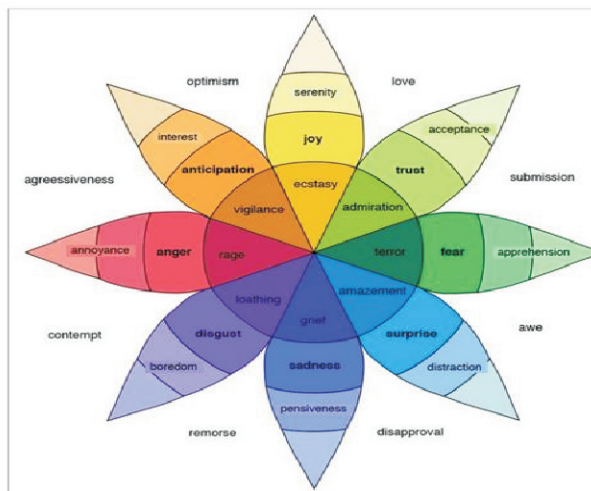 optimism
love
serenity
interest
acceptance
joy
anticipation
trust
agreessiveness
submission
ecstasy
vigilance
admiration
annoyance
anger
rage
terror
fear
apprehension
loathing
amazement
grief
contempt
awe
disgust
surprise
boredom
sadness
distraction
pensiveness
remorse
disapproval